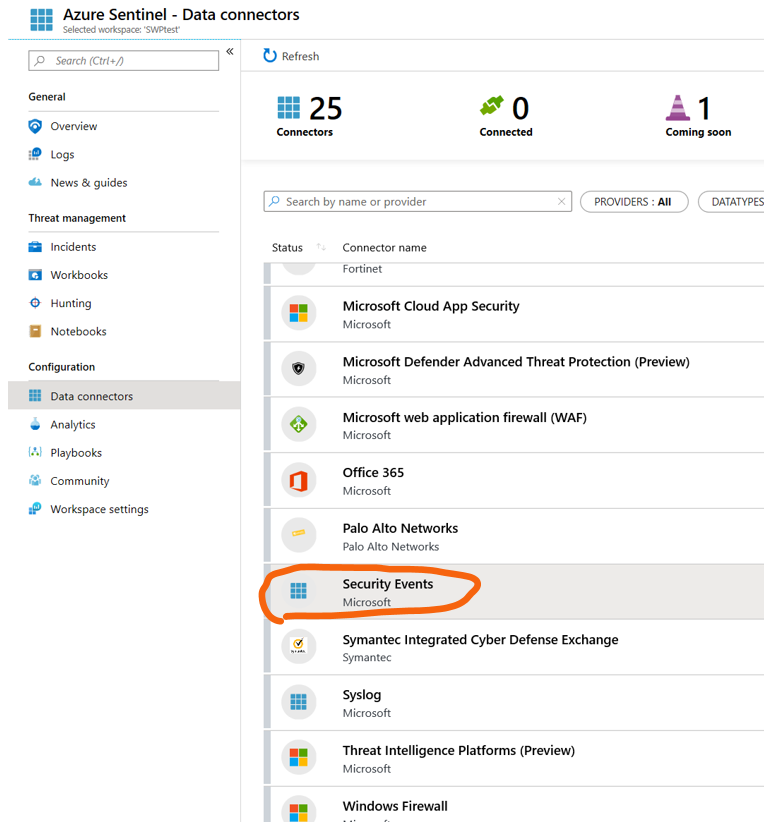 Azure Sentinel - Data connectors
Selected workspace: 'SWPtest'
Search (Ctrl+/)
«
General
Overview
Logs
News & guides
Threat management
Incidents
Workbooks
Hunting
Notebooks
Configuration
Data connectors
Analytics
Playbooks
Community
Workspace settings
Refresh
25
Connectors
0
Connected
1
Coming soon
Search by name or provider
PROVIDERS : All
DATATYPES
Status
Connector name
Fortinet
Microsoft Cloud App Security
Microsoft
Microsoft Defender Advanced Threat Protection (Preview)
Microsoft
Microsoft web application firewall (WAF)
Microsoft
Office 365
Microsoft
Palo Alto Networks
Palo Alto Networks
Security Events
Microsoft
Symantec Integrated Cyber Defense Exchange
Symantec
Syslog
Microsoft
Threat Intelligence Platforms (Preview)
Microsoft
Windows Firewall